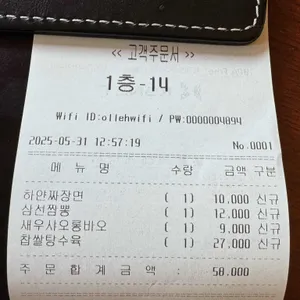 << 고객주문서 >>
1층-14
Wifi ID:ollehwifi / PW:0000004894
2025-05-31 12:57:19 No.0001
메 뉴 명 수량 금액 구분
하얀짜장면 ( 1) 10,000 신규
삼선짬뽕 ( 1) 12,000 신규
새우샤오롱바오 ( 1) 9,000 신규
찹쌀탕수육 ( 1) 27,000 신규
주 문 합 계 금 액 : 58,000